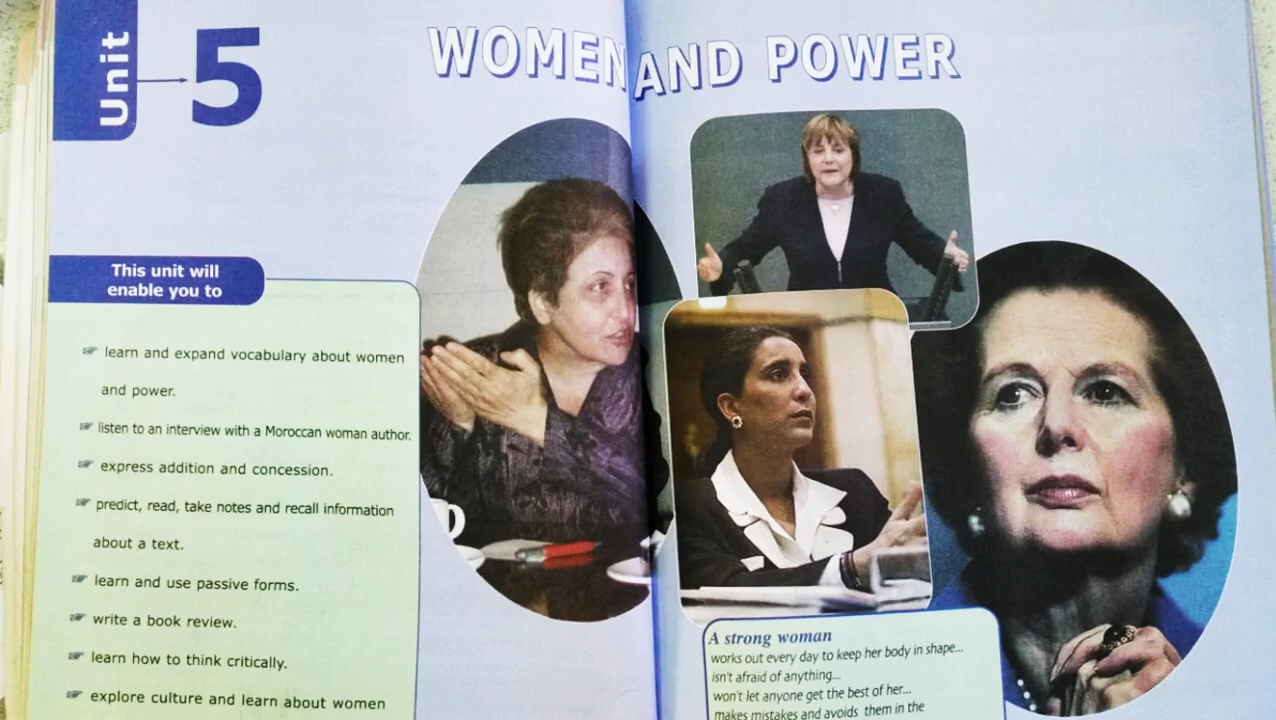 Unit
5
WOMEN AND POWER
This unit will
enable you to
learn and expand vocabulary about women
and power.
listen to an interview with a Moroccan woman author.
express addition and concession.
predict, read, take notes and recall information
about a text.
learn and use passive forms.
write a book review.
learn how to think critically.
explore culture and learn about women
A strong woman
works out every day to keep her body in shape...
isn't afraid of anything...
won't let anyone get the best of her...
makes mistakes and avoids them in the